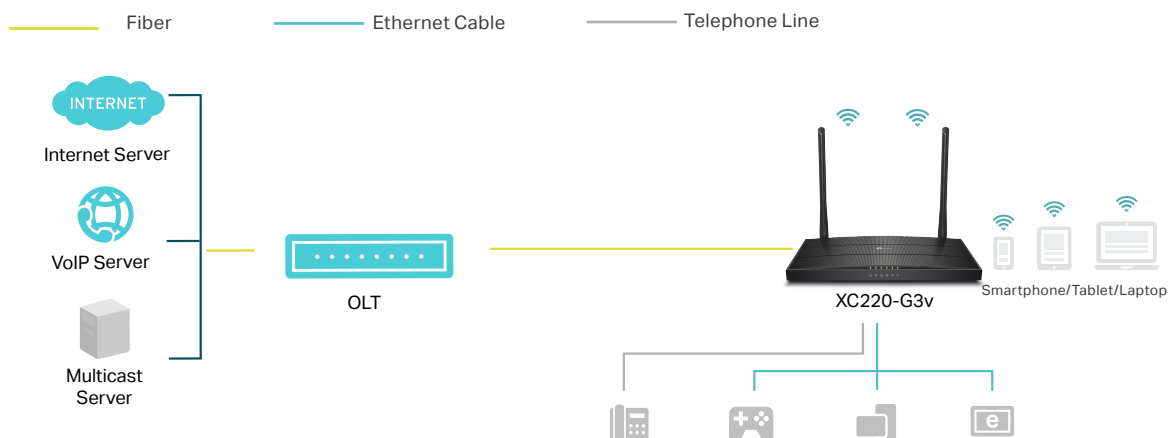 Fiber
Ethernet Cable
Telephone Line
INTERNET
Internet Server
VoIP Server
Multicast
Server
OLT
XC220-G3v
Smartphone/Tablet/Laptop
e